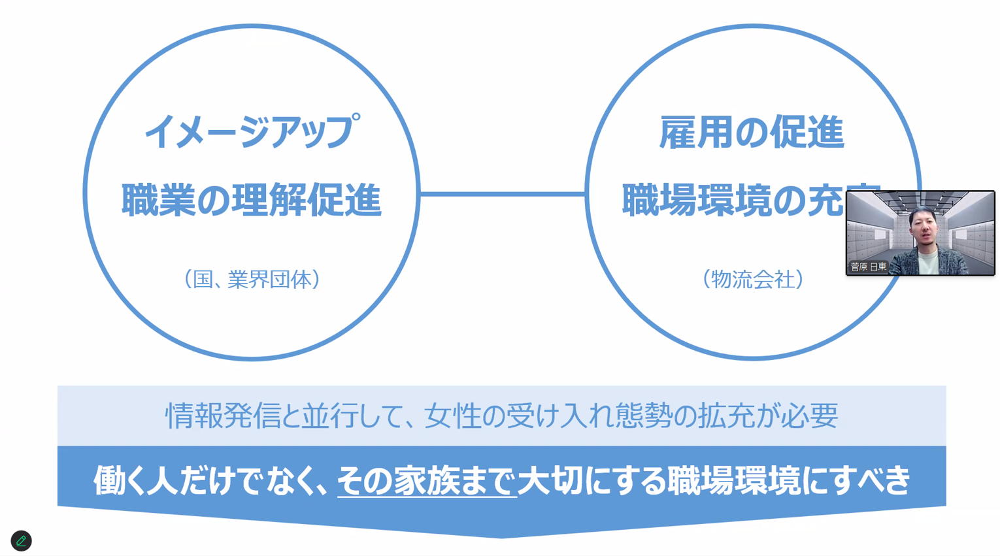 イメージアップ
職業の理解促進
（国、業界団体）
雇用の促進
職場環境の充
（物流会社）
菅原 日東
情報発信と並行して、女性の受け入れ態勢の拡充が必要
働く人だけでなく、その家族まで大切にする職場環境にすべき